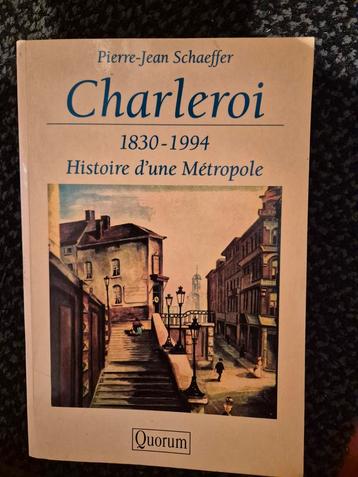 Pierre-Jean Schaeffer
Charleroi
1830-1994
Histoire d'une Métropole
Quorum